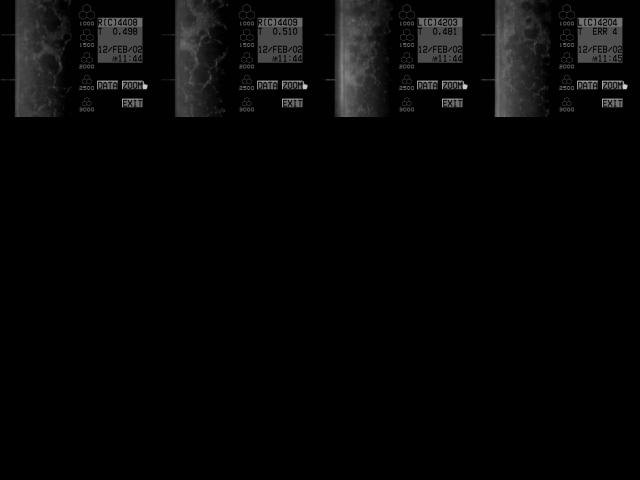 1000
R(C)4408
T 0.498
1500
12/FEB/02
11:44
2000
2500
DATA ZOOM
EXIT
3000
1000
R(C)4409
T 0.510
1500
12/FEB/02
11:44
2000
2500
DATA ZOOM
EXIT
3000
1000
L(C)4203
T 0.481
1500
12/FEB/02
11:44
2000
2500
DATA ZOOM
EXIT
3000
1000
L(C)4204
T ERR 4
1500
12/FEB/02
11:45
2000
2500
DATA ZOOM
EXIT
3000